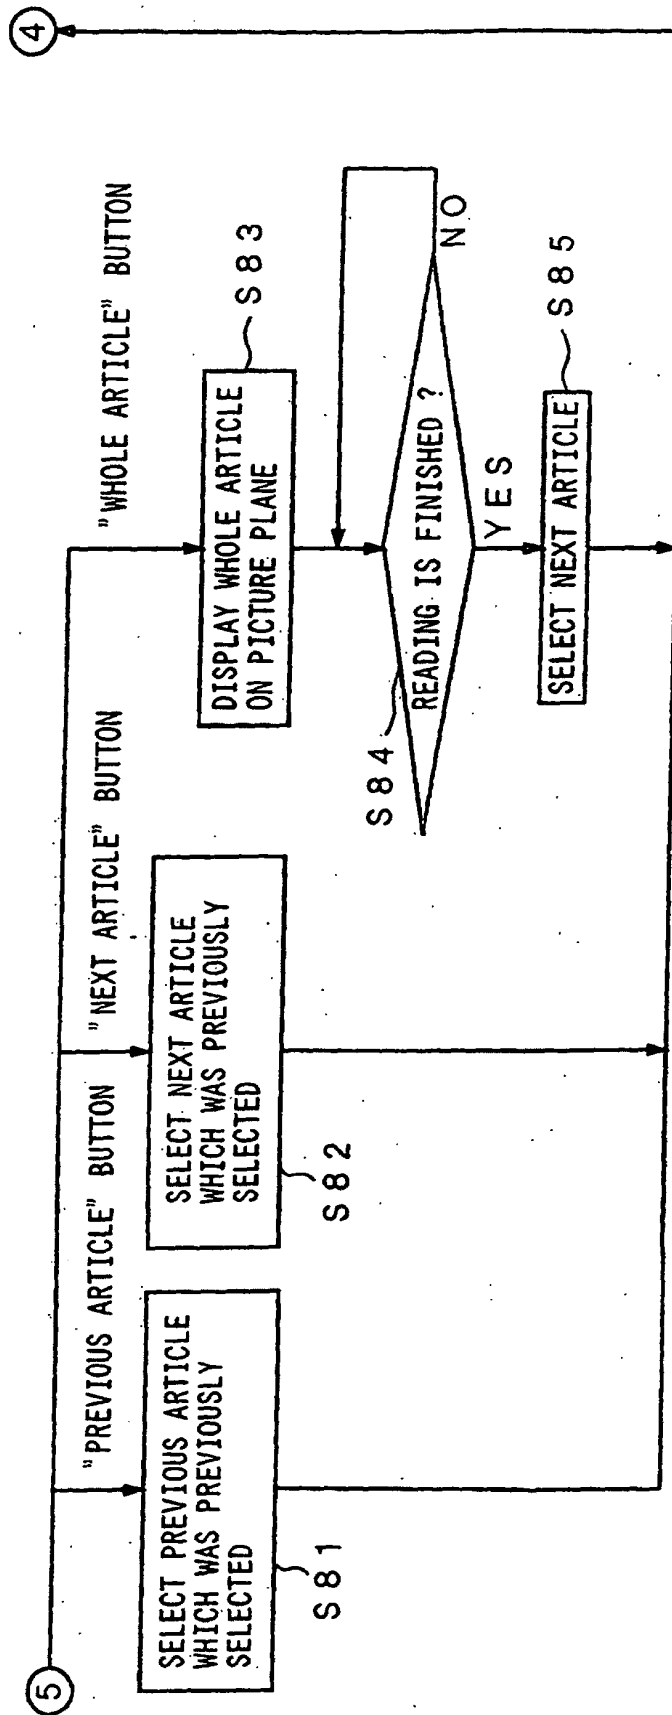 5
4
"PREVIOUS ARTICLE" BUTTON
SELECT PREVIOUS ARTICLE
WHICH WAS PREVIOUSLY
SELECTED
S81
"NEXT ARTICLE" BUTTON
SELECT NEXT ARTICLE
WHICH WAS PREVIOUSLY
SELECTED
S82
"WHOLE ARTICLE" BUTTON
DISPLAY WHOLE ARTICLE
ON PICTURE PLANE
S83
S84
READING IS FINISHED ?
NO
YES
SELECT NEXT ARTICLE
S85